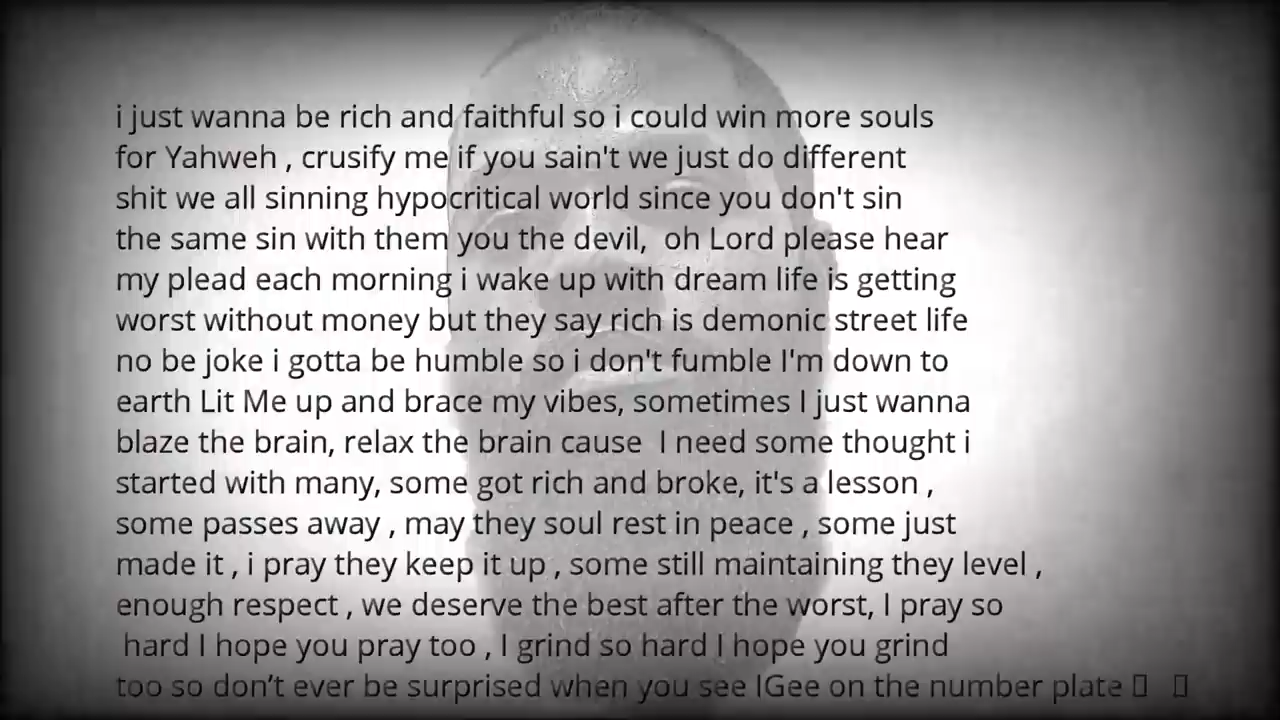 i just wanna be rich and faithful so i could win more souls
for Yahweh , crusify me if you sain't we just do different
shit we all sinning hypocritical world since you don't sin
the same sin with them you the devil,  oh Lord please hear
my plead each morning i wake up with dream life is getting
worst without money but they say rich is demonic street life
no be joke i gotta be humble so i don't fumble I'm down to
earth Lit Me up and brace my vibes, sometimes I just wanna
blaze the brain, relax the brain cause  I need some thought i
started with many, some got rich and broke, it's a lesson ,
some passes away , may they soul rest in peace , some just
made it , i pray they keep it up , some still maintaining they level ,
enough respect , we deserve the best after the worst, I pray so
hard I hope you pray too , I grind so hard I hope you grind
too so don’t ever be surprised when you see IGee on the number plate